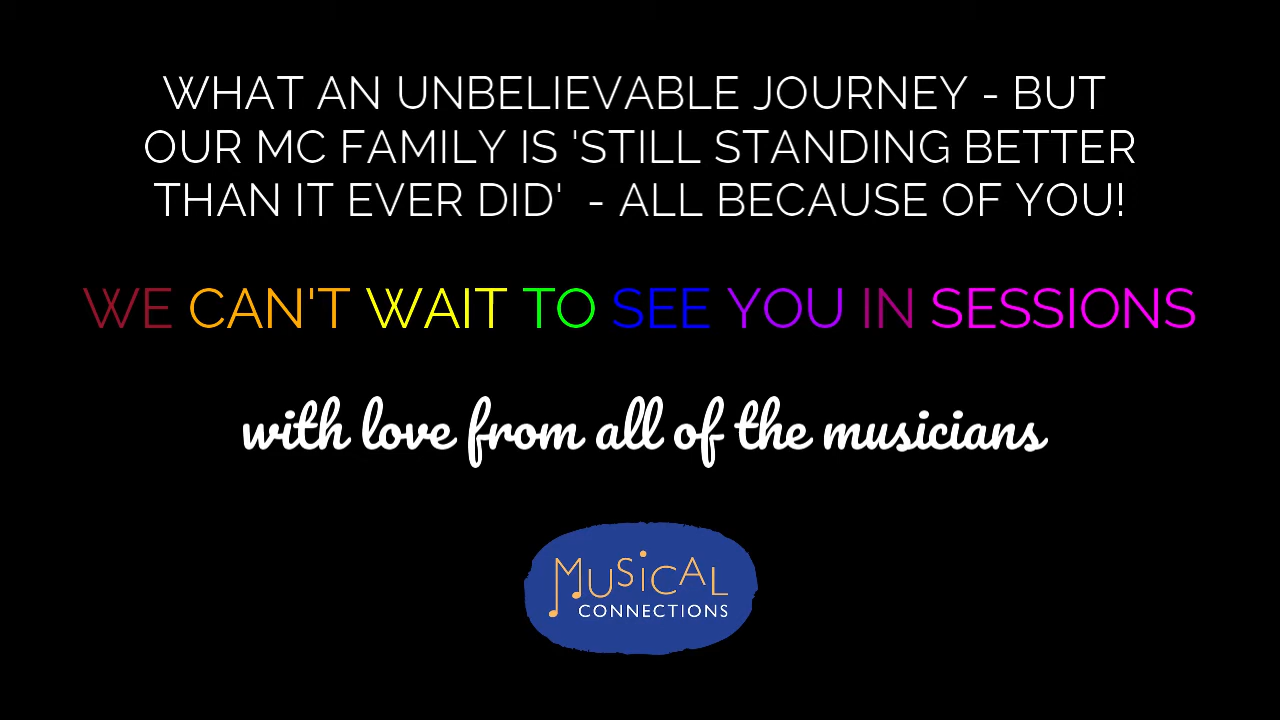 WHAT AN UNBELIEVABLE JOURNEY - BUT
OUR MC FAMILY IS 'STILL STANDING BETTER
THAN IT EVER DID'  - ALL BECAUSE OF YOU!
WE CAN'T WAIT TO SEE YOU IN SESSIONS
with love from all of the musicians
MUSiCAL
CONNECTIONS